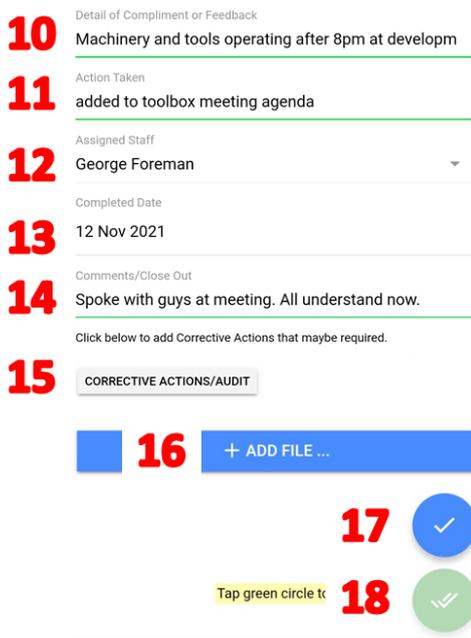 Detail of Compliment or Feedback
10 Machinery and tools operating after 8pm at developm
Action Taken
11 added to toolbox meeting agenda
Assigned Staff
12 George Foreman
Completed Date
13 12 Nov 2021
Comments/Close Out
14 Spoke with guys at meeting. All understand now.
Click below to add Corrective Actions that maybe required.
15 CORRECTIVE ACTIONS/AUDIT
16 + ADD FILE ...
17
Tap green circle to 18